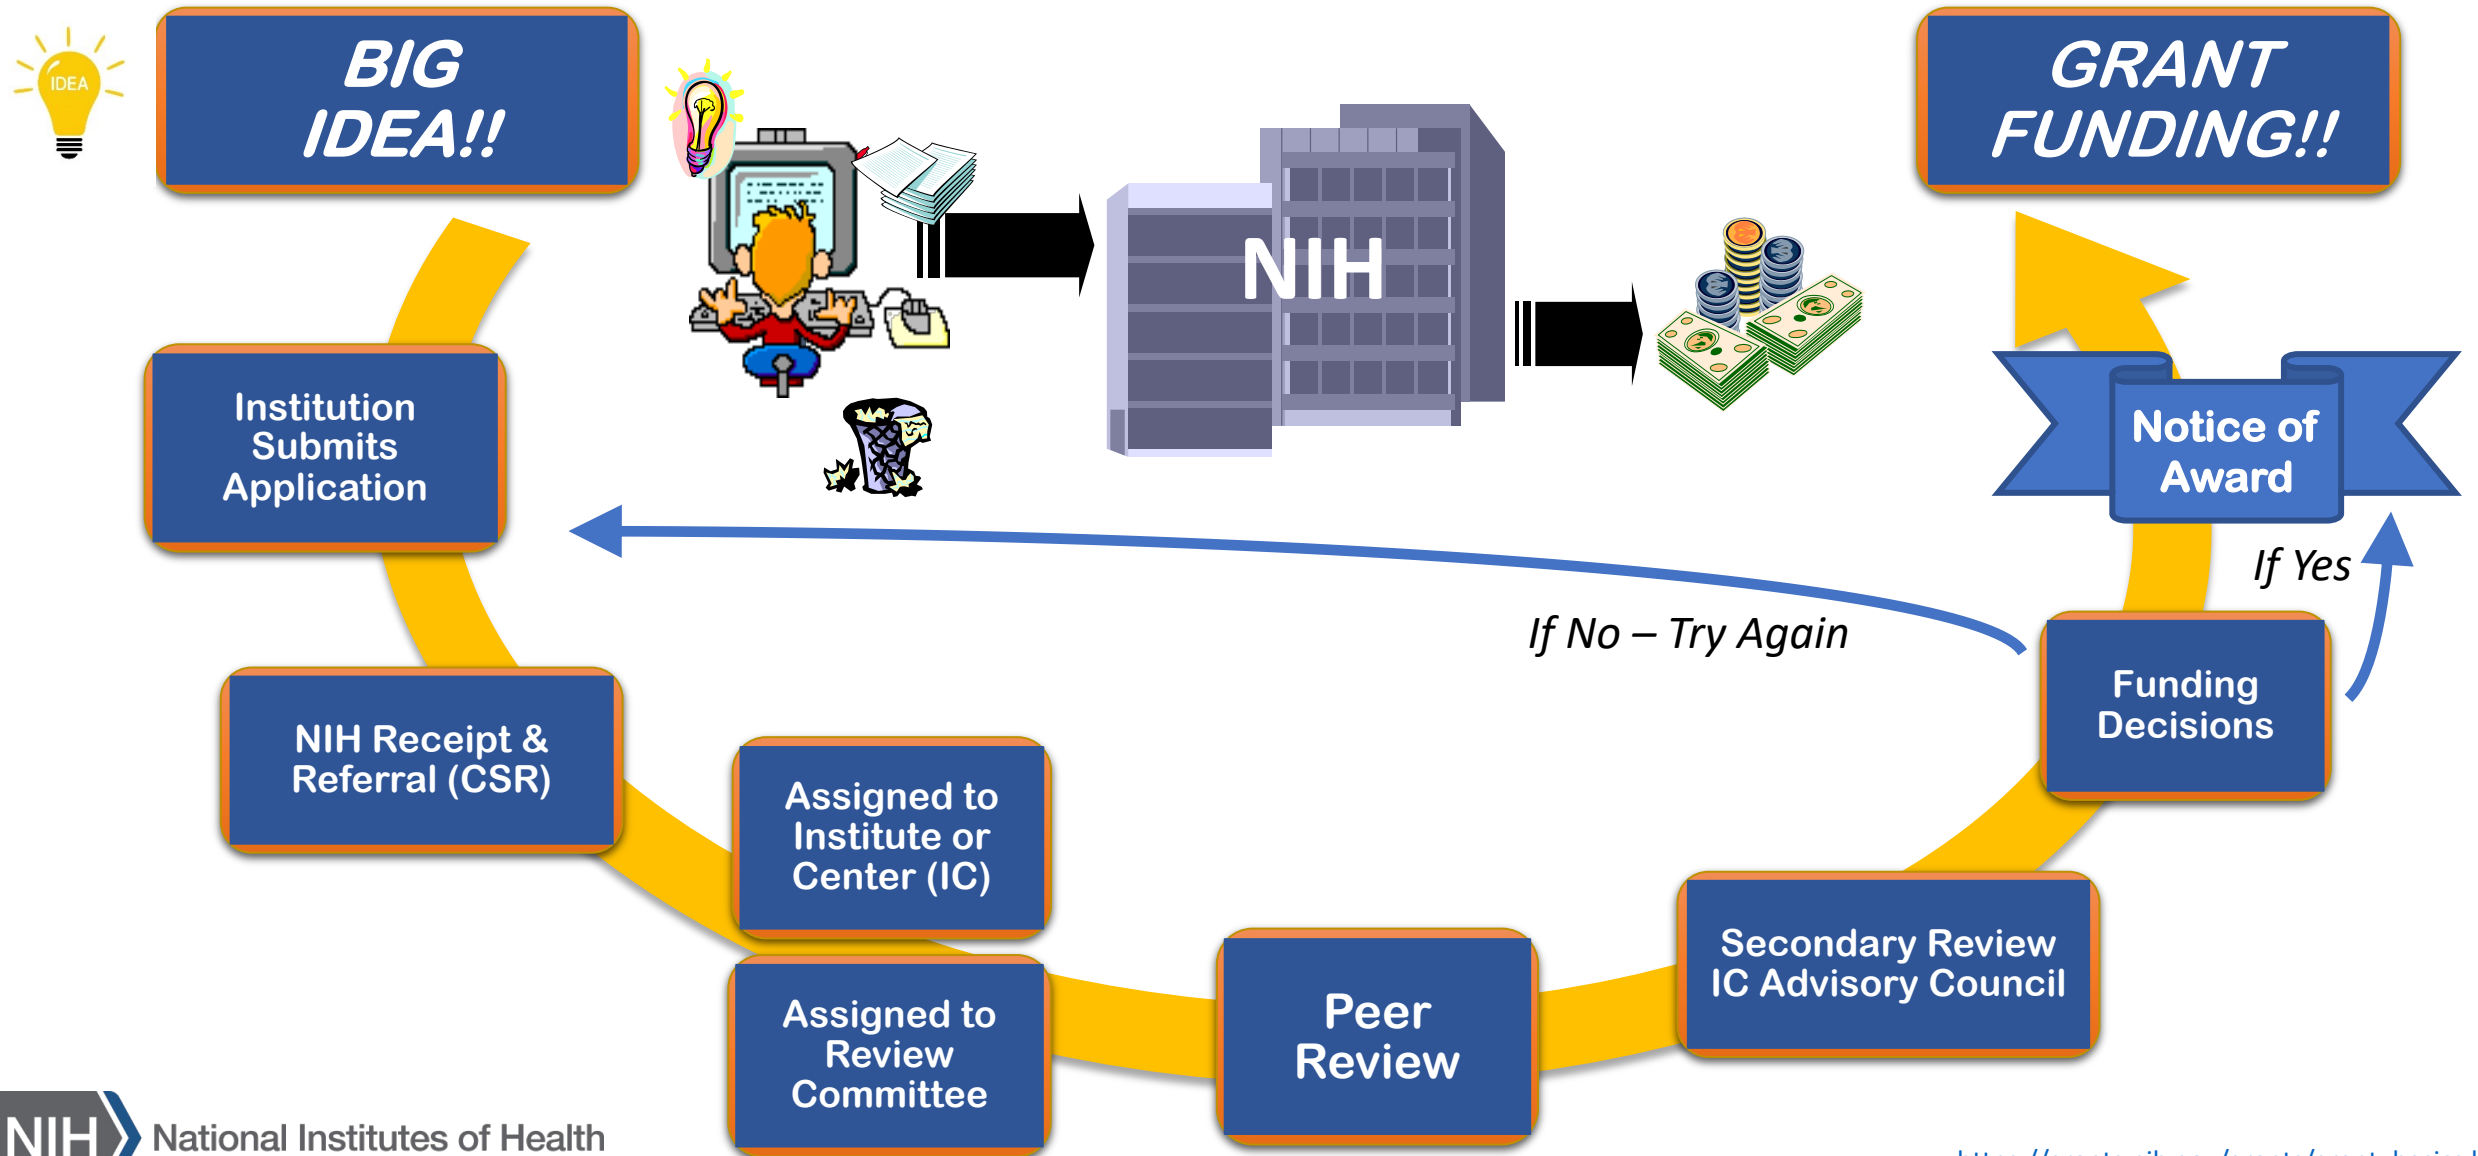 IDEA
BIG
IDEA!!
GRANT
FUNDING!!
NIH
Institution
Submits
Application
Notice of
Award
If Yes
If No – Try Again
Funding
Decisions
NIH Receipt &
Referral (CSR)
Assigned to
Institute or
Center (IC)
Secondary Review
IC Advisory Council
Peer
Review
Assigned to
Review
Committee
NIH
National Institutes of Health